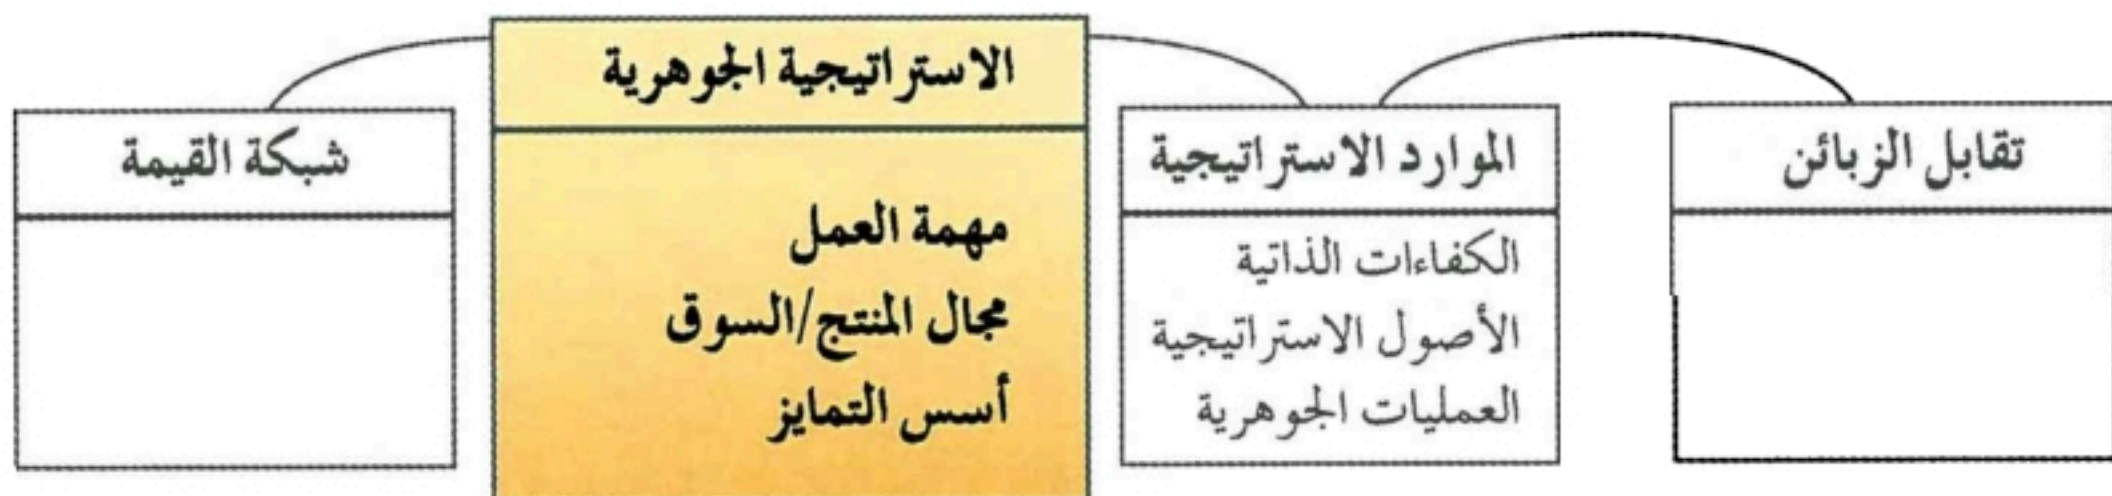 تقابل الزبائن
الموارد الاستراتيجية
الكفاءات الذاتية
الأصول الاستراتيجية
العمليات الجوهرية
الاستراتيجية الجوهرية
مهمة العمل
مجال المنتج/السوق
أسس التمايز
شبكة القيمة